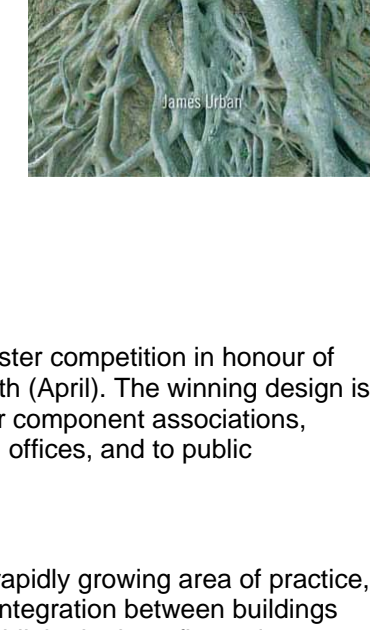 James Urban
ster competition in honour of
th (April). The winning design is
r component associations,
offices, and to public
rapidly growing area of practice,
ntegration between buildings